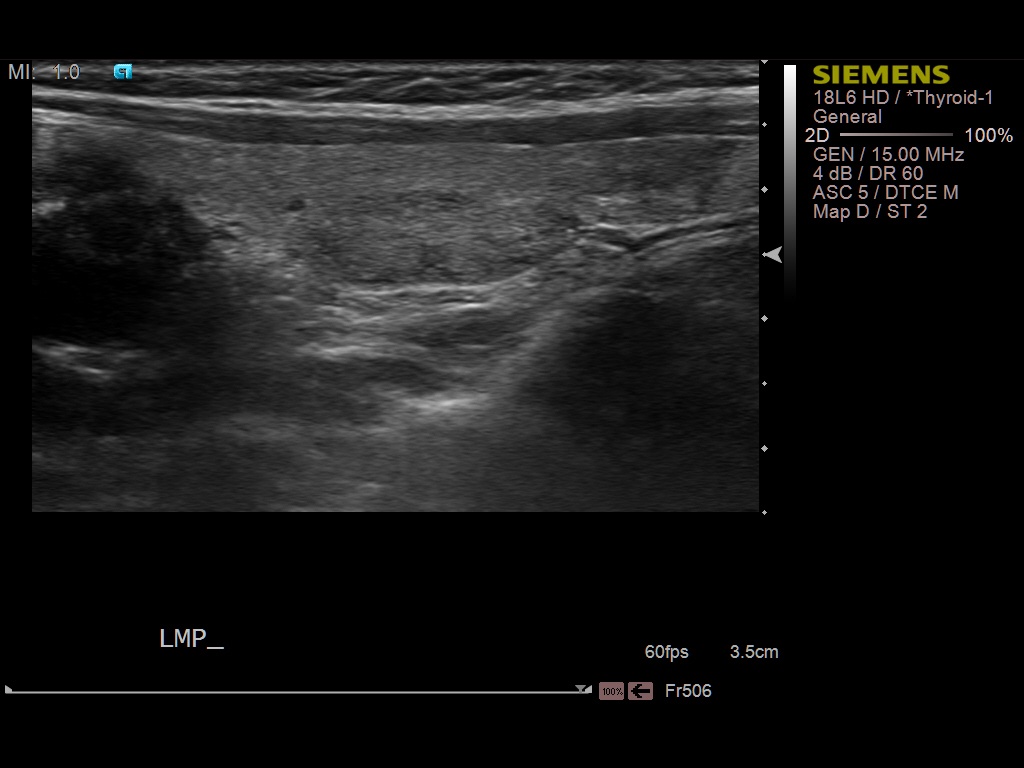 MI: 1.0
SIEMENS
18L6 HD / *Thyroid-1
General
2D 100%
GEN / 15.00 MHz
4 dB / DR 60
ASC 5 / DTCE M
Map D / ST 2
LMP_
60fps 3.5cm
100% Fr506